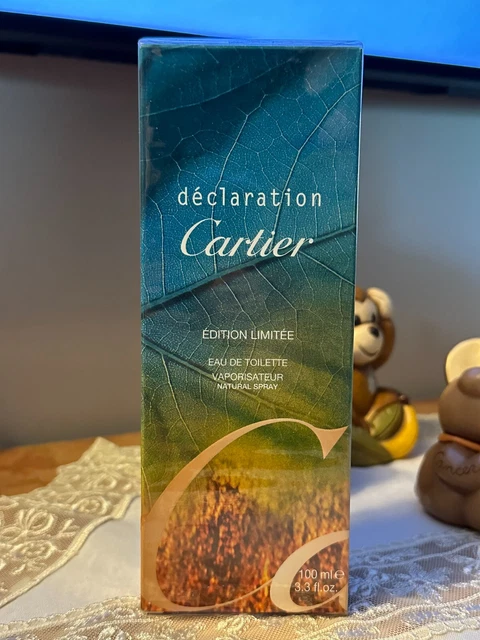 déclaration
Cartier
ÉDITION LIMITÉE
EAU DE TOILETTE
VAPORISATEUR
NATURAL SPRAY
C
100 ml ℮
3.3 fl.oz.